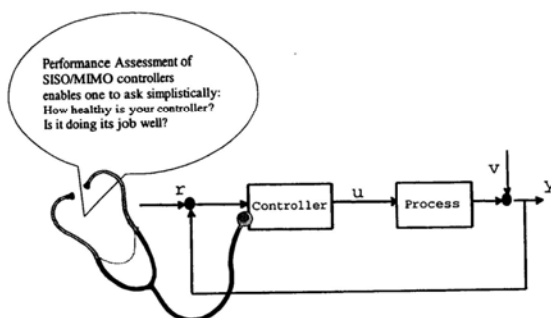 Performance Assessment of
SISO/MIMO controllers
enables one to ask simplistically:
How healthy is your controller?
Is it doing its job well?
r
Controller
u
Process
v
y